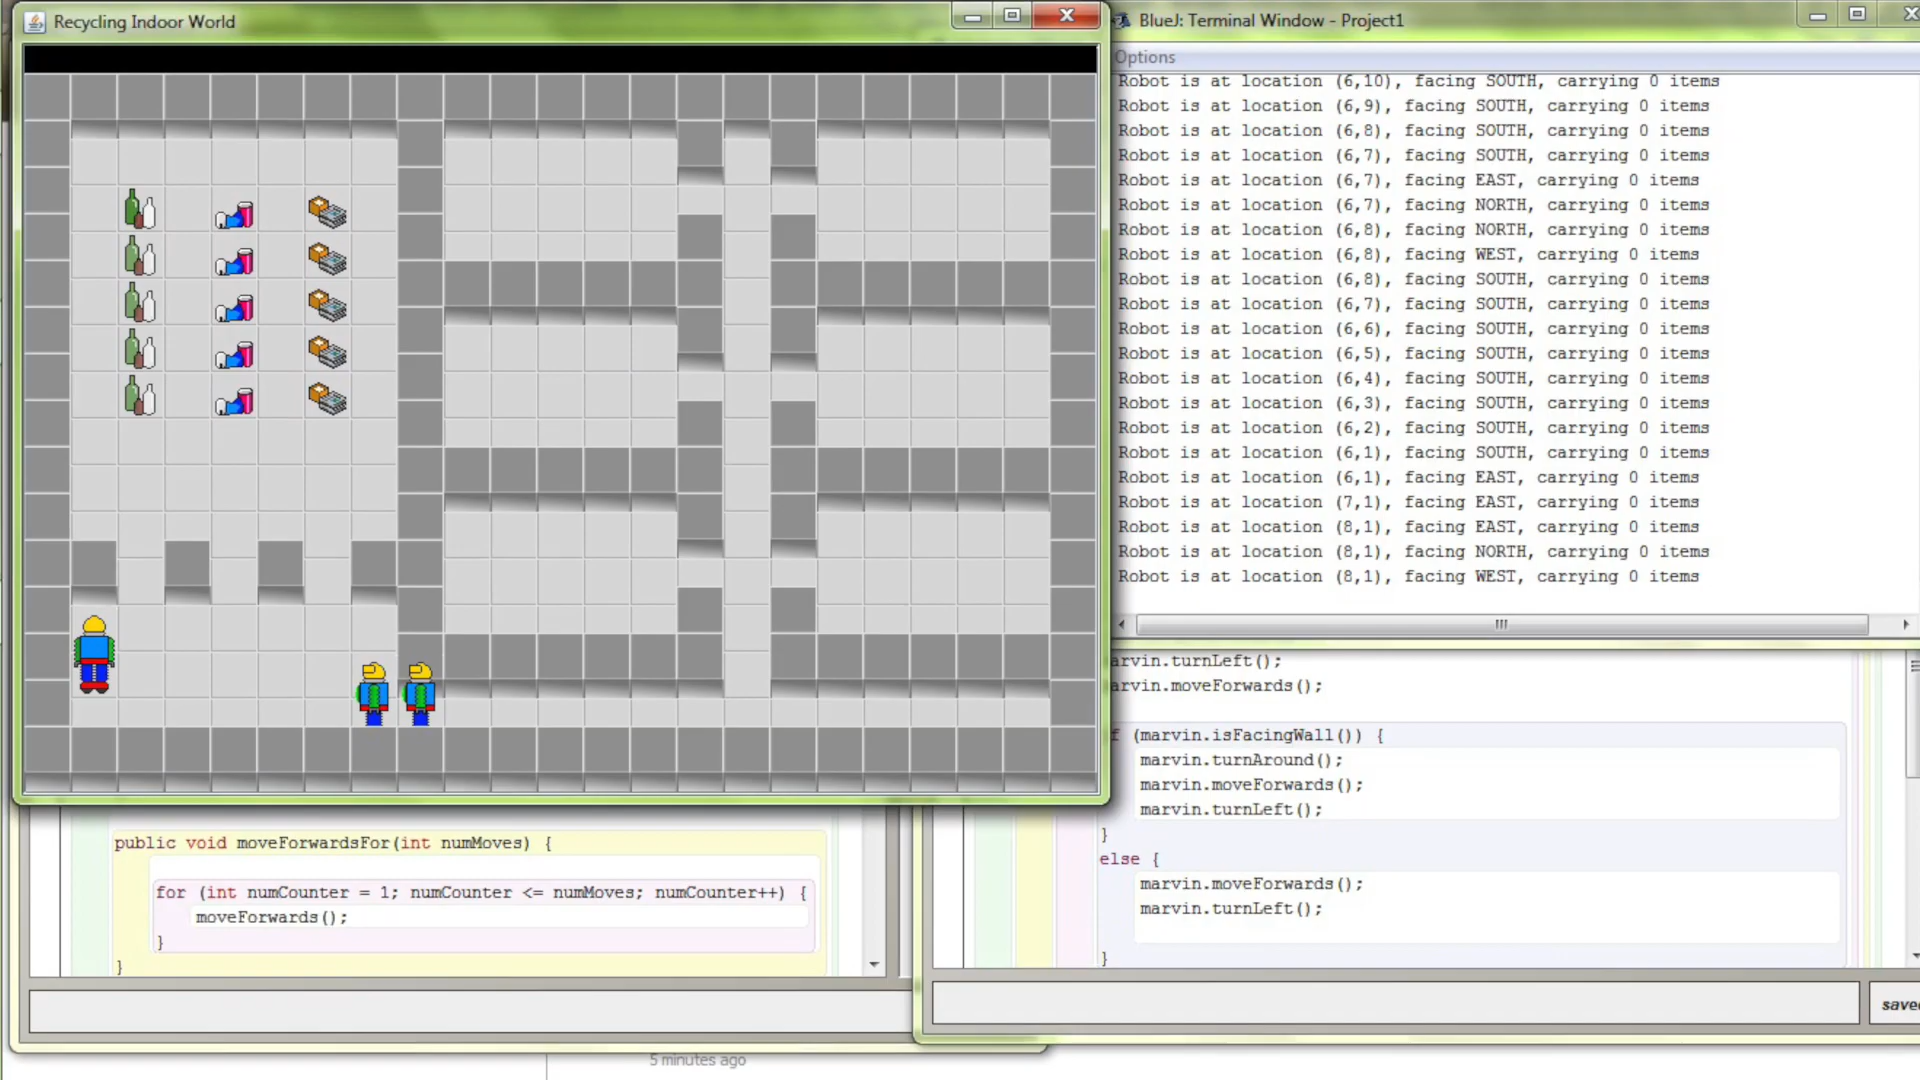 Recycling Indoor World
BlueJ: Terminal Window - Project1
Options
Robot is at location (6,10), facing SOUTH, carrying 0 items
Robot is at location (6,9), facing SOUTH, carrying 0 items
Robot is at location (6,8), facing SOUTH, carrying 0 items
Robot is at location (6,7), facing SOUTH, carrying 0 items
Robot is at location (6,7), facing EAST, carrying 0 items
Robot is at location (6,7), facing NORTH, carrying 0 items
Robot is at location (6,8), facing NORTH, carrying 0 items
Robot is at location (6,8), facing WEST, carrying 0 items
Robot is at location (6,8), facing SOUTH, carrying 0 items
Robot is at location (6,7), facing SOUTH, carrying 0 items
Robot is at location (6,6), facing SOUTH, carrying 0 items
Robot is at location (6,5), facing SOUTH, carrying 0 items
Robot is at location (6,4), facing SOUTH, carrying 0 items
Robot is at location (6,3), facing SOUTH, carrying 0 items
Robot is at location (6,2), facing SOUTH, carrying 0 items
Robot is at location (6,1), facing SOUTH, carrying 0 items
Robot is at location (6,1), facing EAST, carrying 0 items
Robot is at location (7,1), facing EAST, carrying 0 items
Robot is at location (8,1), facing EAST, carrying 0 items
Robot is at location (8,1), facing NORTH, carrying 0 items
Robot is at location (8,1), facing WEST, carrying 0 items
arvin.turnLeft();
arvin.moveForwards();
f (marvin.isFacingWall()) {
marvin.turnAround();
marvin.moveForwards();
marvin.turnLeft();
}
else {
marvin.moveForwards();
marvin.turnLeft();
}
public void moveForwardsFor(int numMoves) {
for (int numCounter = 1; numCounter <= numMoves; numCounter++) {
moveForwards();
}
}
save
5 minutes ago